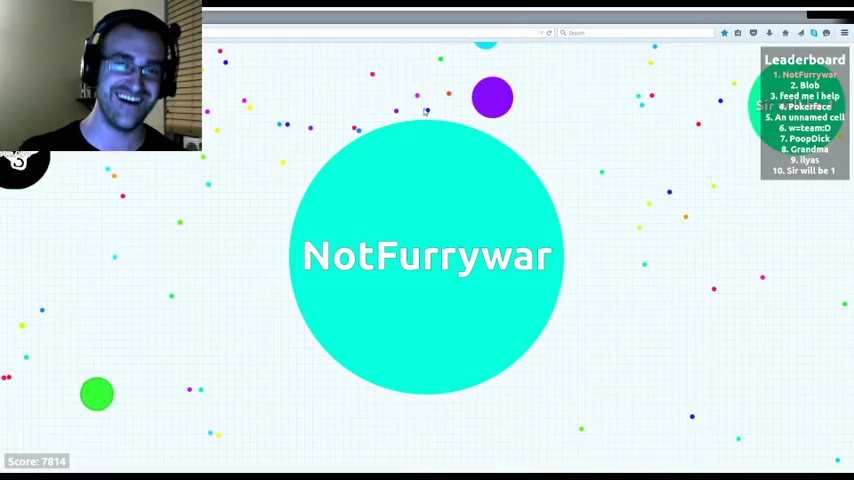 Search
Leaderboard
1. NotFurrywar
2. Blob
3. feed me i help
4. Pokerface
5. An unnamed cell
6. w=team:D
7. PoopDick
8. Grandma
9. ilyas
10. Sir will be 1
NotFurrywar
Score: 7814